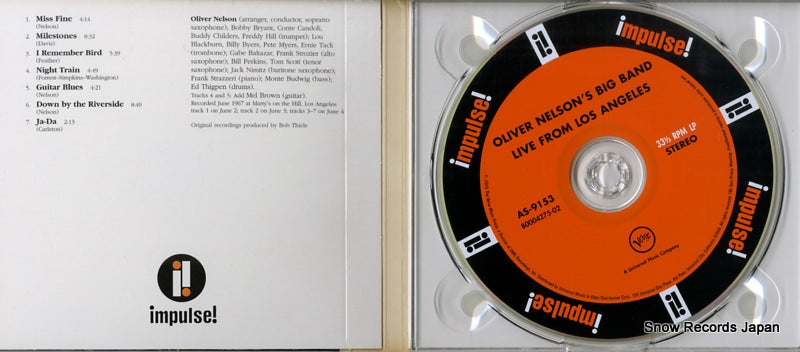 1. Miss Fine 4:14
(Nelson)
2. Milestones 8:32
(Davis)
3. I Remember Bird 5:39
(Feather)
4. Night Train 4:49
(Forrest–Simpkins–Washington)
5. Guitar Blues 4:21
(Nelson)
6. Down by the Riverside 8:49
(Nelson)
7. Ja-Da 2:13
(Carleton)
Oliver Nelson (arranger, conductor, soprano
saxophone); Bobby Bryant, Conte Candoli,
Buddy Childers, Freddy Hill (trumpet); Lou
Blackburn, Billy Byers, Pete Myers, Ernie Tack
(trombone); Gabe Baltazar, Frank Strozier (alto
saxophone); Bill Perkins, Tom Scott (tenor
saxophone); Jack Nimitz (baritone saxophone);
Frank Strazzeri (piano); Monte Budwig (bass);
Ed Thigpen (drums).
Tracks 4 and 5: Add Mel Brown (guitar).
Recorded June 1967 at Marty's on the Hill, Los Angeles:
track 1 on June 2; track 2 on June 3; tracks 3–7 on June 4
Original recordings produced by Bob Thiele
i!
impulse!
impulse!
i!
impulse!
i!
impulse!
i!
impulse!
i!
OLIVER NELSON'S BIG BAND
LIVE FROM LOS ANGELES
33⅓ RPM LP
STEREO
AS-9153
B0004275-02
Verve
A Universal Music Company
Snow Records Japan